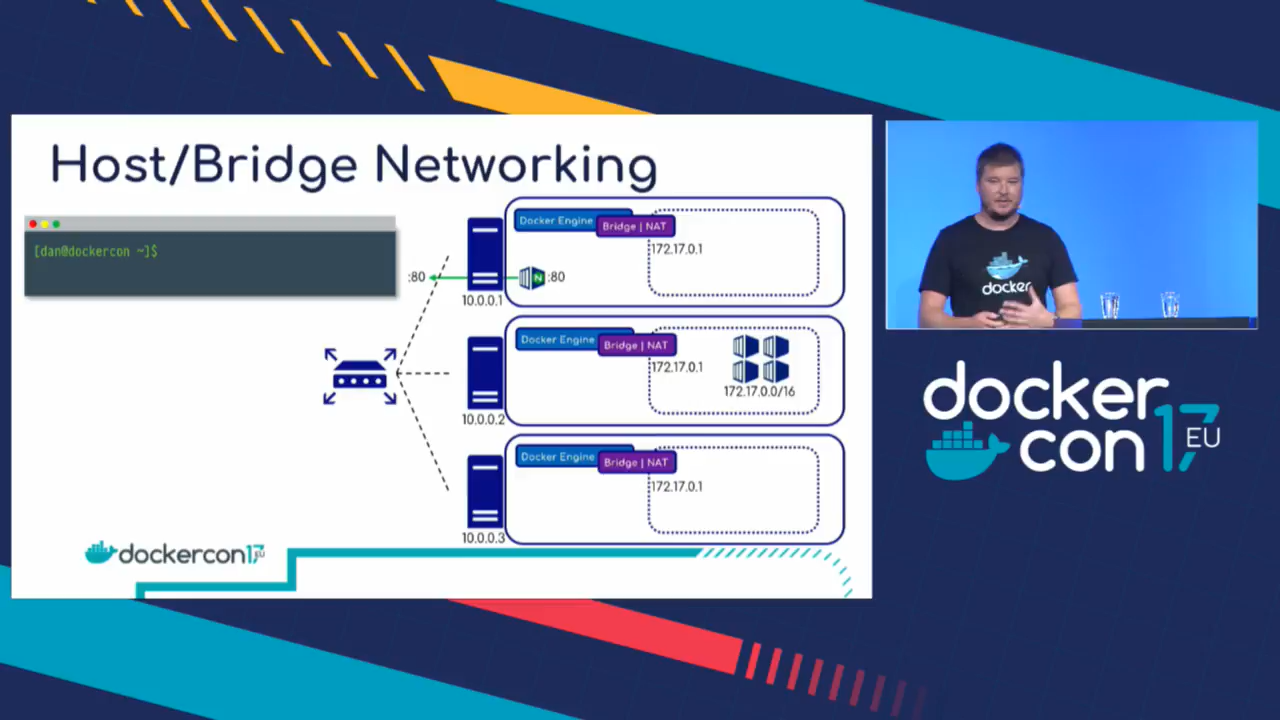 Host/Bridge Networking
[dan@dockercon ~]$
Docker Engine
Bridge | NAT
172.17.0.1
:80
N
:80
10.0.0.1
Docker Engine
Bridge | NAT
172.17.0.1
172.17.0.0/16
10.0.0.2
Docker Engine
Bridge | NAT
172.17.0.1
10.0.0.3
dockercon17
EU
docker
docker
con 17 EU